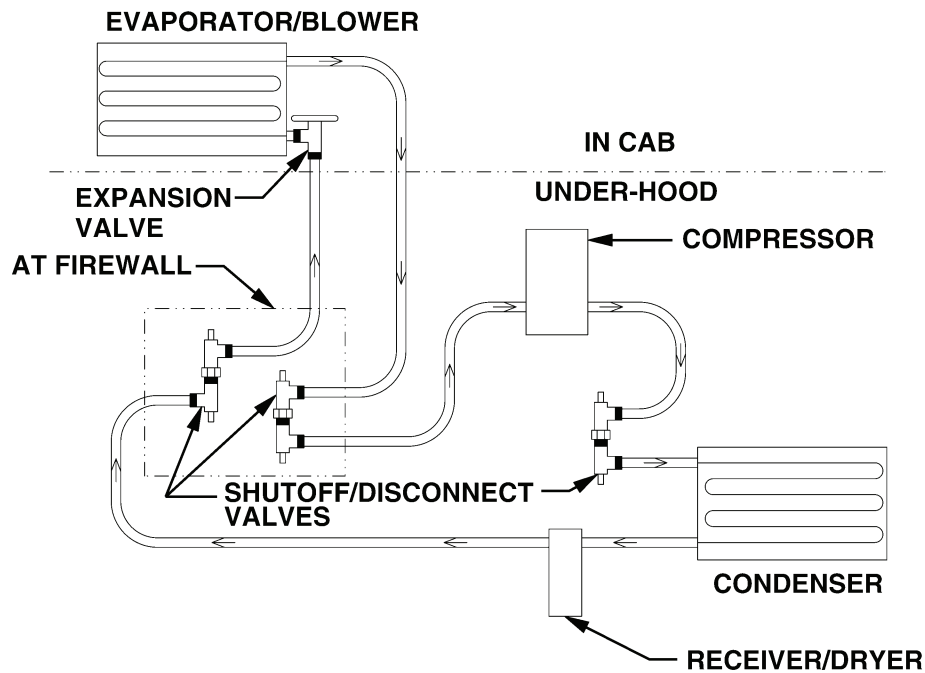 EVAPORATOR/BLOWER
IN CAB
UNDER-HOOD
EXPANSION
VALVE
COMPRESSOR
AT FIREWALL
SHUTOFF/DISCONNECT
VALVES
CONDENSER
RECEIVER/DRYER